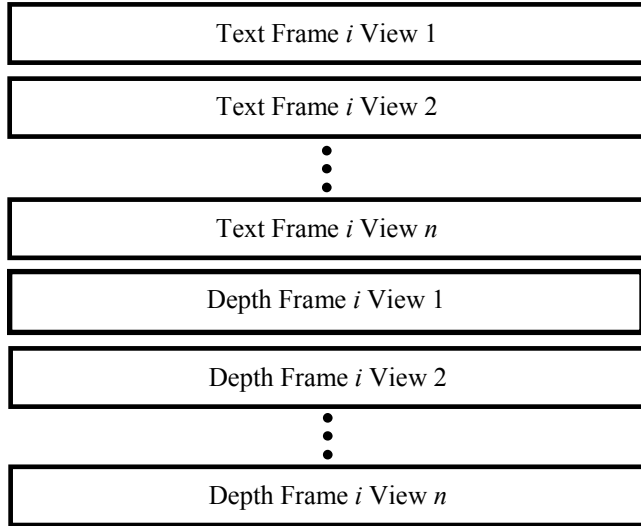 Text Frame i View 1
Text Frame i View 2
Text Frame i View n
Depth Frame i View 1
Depth Frame i View 2
Depth Frame i View n